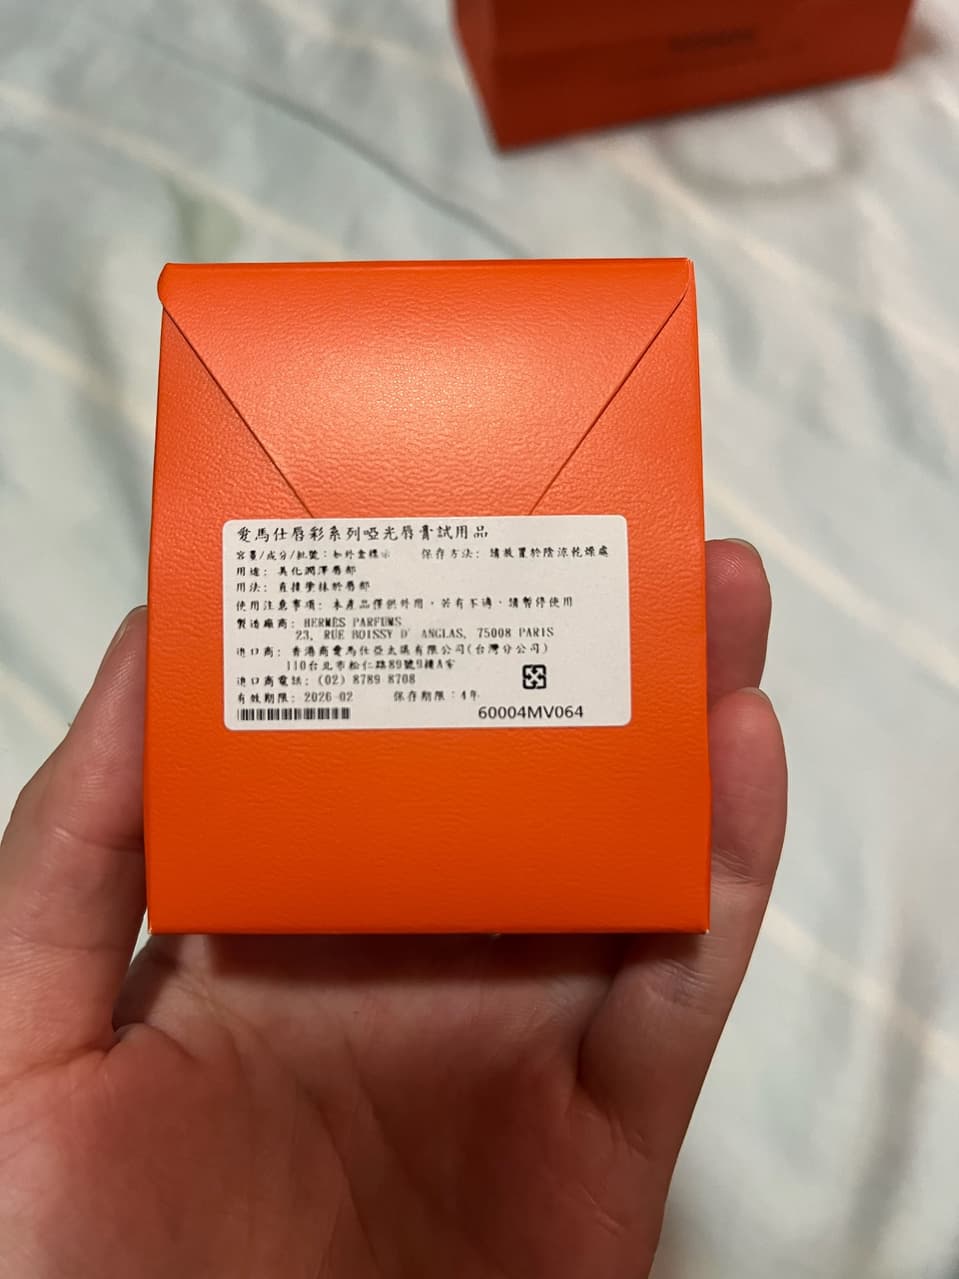 愛馬仕唇彩系列啞光唇膏試用品
容量/成分/批號：如外盒標示 保存方法: 請放置於陰涼乾燥處
用途: 美化潤澤唇部
用法: 直接塗抹於唇部
使用注意事項: 本產品僅供外用，若有不適，請暫停使用
製造廠商: HERMÈS PARFUMS
23, RUE BOISSY D' ANGLAS, 75008 PARIS
進口商: 香港商愛馬仕亞太區有限公司(台灣分公司)
110台北市松仁路89號9樓A室
進口商電話: (02) 8789 8708
有效期限: 2026-02 保存期限：4年
60004MV064